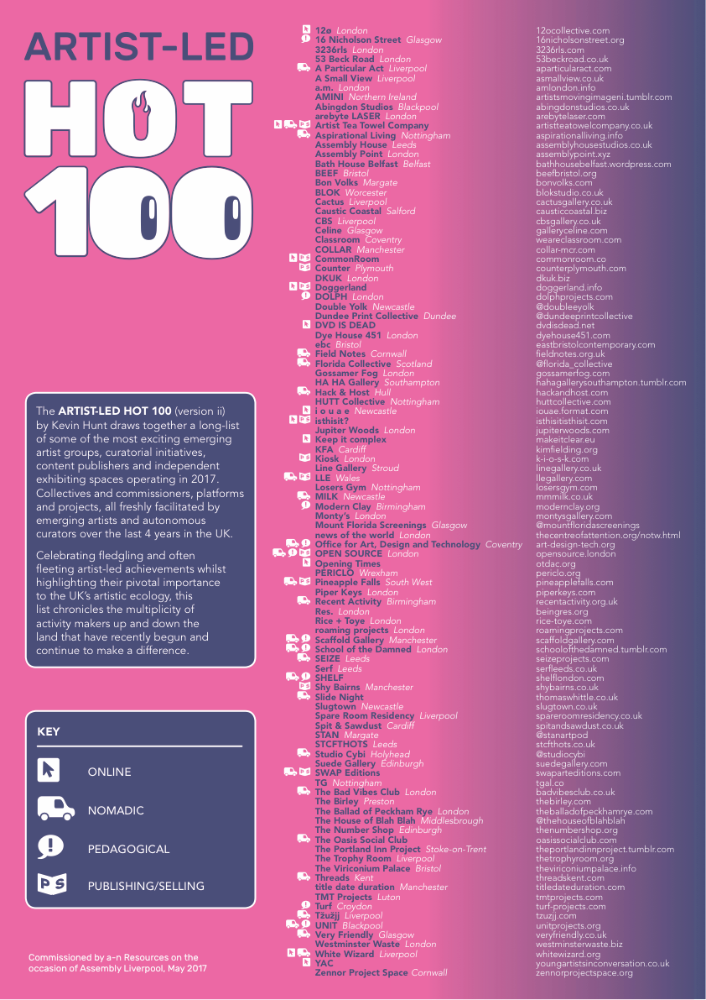 ARTIST-LED
HOT
100
The ARTIST-LED HOT 100 (version ii)
by Kevin Hunt draws together a long-list
of some of the most exciting emerging
artist groups, curatorial initiatives,
content publishers and independent
exhibiting spaces operating in 2017.
Collectives and commissioners, platforms
and projects, all freshly facilitated by
emerging artists and autonomous
curators over the last 4 years in the UK.
Celebrating fledgling and often
fleeting artist-led achievements whilst
highlighting their pivotal importance
to the UK's artistic ecology, this
list chronicles the multiplicity of
activity makers up and down the
land that have recently begun and
continue to make a difference.
KEY
ONLINE
NOMADIC
! PEDAGOGICAL
P S PUBLISHING/SELLING
Commissioned by a-n Resources on the
occasion of Assembly Liverpool, May 2017
12ø London 12ocollective.com
16 Nicholson Street Glasgow 16nicholsonstreet.org
3236rls London 3236rls.com
53 Beck Road London 53beckroad.co.uk
A Particular Act Liverpool aparticularact.com
A Small View Liverpool asmallview.co.uk
a.m. London amlondon.info
AMINI Northern Ireland artistsmovingimageni.tumblr.com
Abingdon Studios Blackpool abingdonstudios.co.uk
arebyte LASER London arebytelaser.com
Artist Tea Towel Company artistteatowelcompany.co.uk
Aspirational Living Nottingham aspirationalliving.info
Assembly House Leeds assemblyhousestudios.co.uk
Assembly Point London assemblypoint.xyz
Bath House Belfast Belfast bathhousebelfast.wordpress.com
BEEF Bristol beefbristol.org
Bon Volks Margate bonvolks.com
BLOK Worcester blokstudio.co.uk
Cactus Liverpool cactusgallery.co.uk
Caustic Coastal Salford causticcoastal.biz
CBS Liverpool cbsgallery.co.uk
Celine Glasgow galleryceline.com
Classroom Coventry weareclassroom.com
COLLAR Manchester collar-mcr.com
CommonRoom commonroom.co
Counter Plymouth counterplymouth.com
DKUK London dkuk.biz
Doggerland doggerland.info
DOLPH London dolphprojects.com
Double Yolk Newcastle @doubleeyolk
Dundee Print Collective Dundee @dundeeprintcollective
DVD IS DEAD dvdisdead.net
Dye House 451 London dyehouse451.com
ebc Bristol eastbristolcontemporary.com
Field Notes Cornwall fieldnotes.org.uk
Florida Collective Scotland @florida_collective
Gossamer Fog London gossamerfog.com
HA HA Gallery Southampton hahagallerysouthampton.tumblr.com
Hack & Host Hull hackandhost.com
HUTT Collective Nottingham huttcollective.com
i o u a e Newcastle iouae.format.com
isthisit? isthisitisthisit.com
Jupiter Woods London jupiterwoods.com
Keep it complex makeitclear.eu
KFA Cardiff kimfielding.org
Kiosk London k-i-o-s-k.com
Line Gallery Stroud linegallery.co.uk
LLE Wales llegallery.com
Losers Gym Nottingham losersgym.com
MILK Newcastle mmmilk.co.uk
Modern Clay Birmingham modernclay.org
Monty's London montysgallery.com
Mount Florida Screenings Glasgow @mountfloridascreenings
news of the world London thecentreofattention.org/notw.html
Office for Art, Design and Technology Coventry art-design-tech.org
OPEN SOURCE London opensource.london
Opening Times otdac.org
PERICLO Wrexham periclo.org
Pineapple Falls South West pineapplefalls.com
Piper Keys London piperkeys.com
Recent Activity Birmingham recentactivity.org.uk
Res. London beingres.org
Rice + Toye London rice-toye.com
roaming projects London roamingprojects.com
Scaffold Gallery Manchester scaffoldgallery.com
School of the Damned London schoolofthedamned.tumblr.com
SEIZE Leeds seizeprojects.com
Serf Leeds serfleeds.co.uk
SHELF shelflondon.com
Shy Bairns Manchester shybairns.co.uk
Slide Night thomaswhittle.co.uk
Slugtown Newcastle slugtown.co.uk
Spare Room Residency Liverpool spareroomresidency.co.uk
Spit & Sawdust Cardiff spitandsawdust.co.uk
STAN Margate @stanartpod
STCFTHOTS Leeds stcfthots.co.uk
Studio Cybi Holyhead @studiocybi
Suede Gallery Edinburgh suedegallery.com
SWAP Editions swaparteditions.com
TG Nottingham tgal.co
The Bad Vibes Club London badvibesclub.co.uk
The Birley Preston thebirley.com
The Ballad of Peckham Rye London theballadofpeckhamrye.com
The House of Blah Blah Middlesbrough @thehouseofblahblah
The Number Shop Edinburgh thenumbershop.org
The Oasis Social Club oasissocialclub.com
The Portland Inn Project Stoke-on-Trent theportlandinnproject.tumblr.com
The Trophy Room Liverpool thetrophyroom.org
The Viriconium Palace Bristol theviriconiumpalace.info
Threads Kent threadskent.com
title date duration Manchester titledateduration.com
TMT Projects Luton tmtprojects.com
Turf Croydon turf-projects.com
Tžužjj Liverpool tzuzjj.com
UNIT Blackpool unitprojects.org
Very Friendly Glasgow veryfriendly.co.uk
Westminster Waste London westminsterwaste.biz
White Wizard Liverpool whitewizard.org
YAC youngartistsinconversation.co.uk
Zennor Project Space Cornwall zennorprojectspace.org